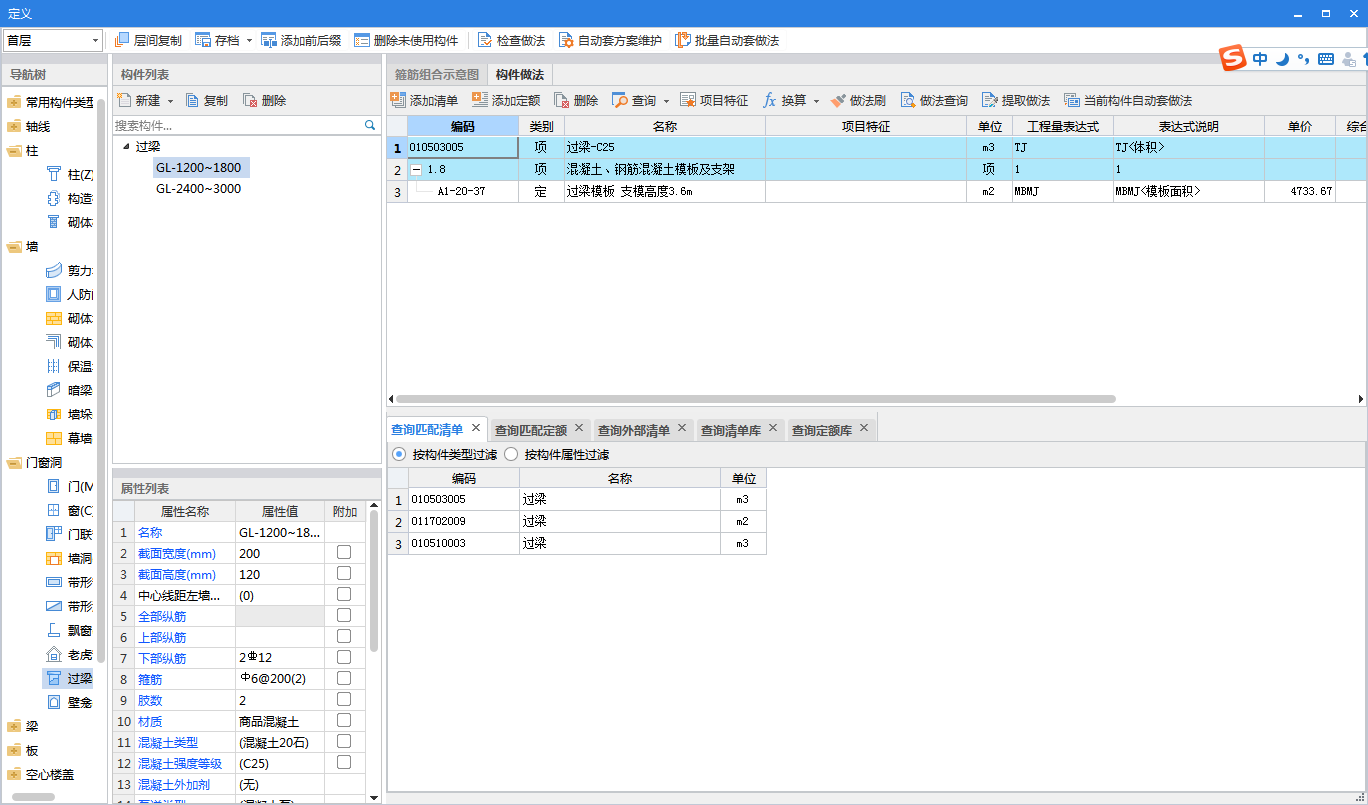 定义
首层 层间复制 存档 添加前后缀 删除未使用构件 检查做法 自动套方案维护 批量自动套做法
中
导航树
常用构件类型
轴线
柱
柱(Z)
构造
砌体
墙
剪力
人防
砌体
砌体
保温
暗梁
墙垛
幕墙
门窗洞
门(M
窗(C)
门联
墙洞
带形
带形
飘窗
老虎
过梁
壁龛
梁
板
空心楼盖
构件列表
新建 复制 删除
搜索构件...
过梁
GL-1200~1800
GL-2400~3000
属性列表
属性名称 属性值 附加
1 名称 GL-1200~18...
2 截面宽度(mm) 200
3 截面高度(mm) 120
4 中心线距左墙... (0)
5 全部纵筋
6 上部纵筋
7 下部纵筋 2⏀12
8 箍筋 中6@200(2)
9 肢数 2
10 材质 商品混凝土
11 混凝土类型 (混凝土20石)
12 混凝土强度等级 (C25)
13 混凝土外加剂 (无)
箍筋组合示意图 构件做法
添加清单 添加定额 删除 查询 项目特征 fx 换算 做法刷 做法查询 提取做法 当前构件自动套做法
编码 类别 名称 项目特征 单位 工程量表达式 表达式说明 单价 综合
1 010503005 项 过梁-C25 m3 TJ TJ<体积>
2 1.8 项 混凝土、钢筋混凝土模板及支架 项 1 1
3 A1-20-37 定 过梁模板 支模高度3.6m m2 MBMJ MBMJ<模板面积> 4733.67
查询匹配清单 查询匹配定额 查询外部清单 查询清单库 查询定额库
按构件类型过滤 按构件属性过滤
编码 名称 单位
1 010503005 过梁 m3
2 011702009 过梁 m2
3 010510003 过梁 m3